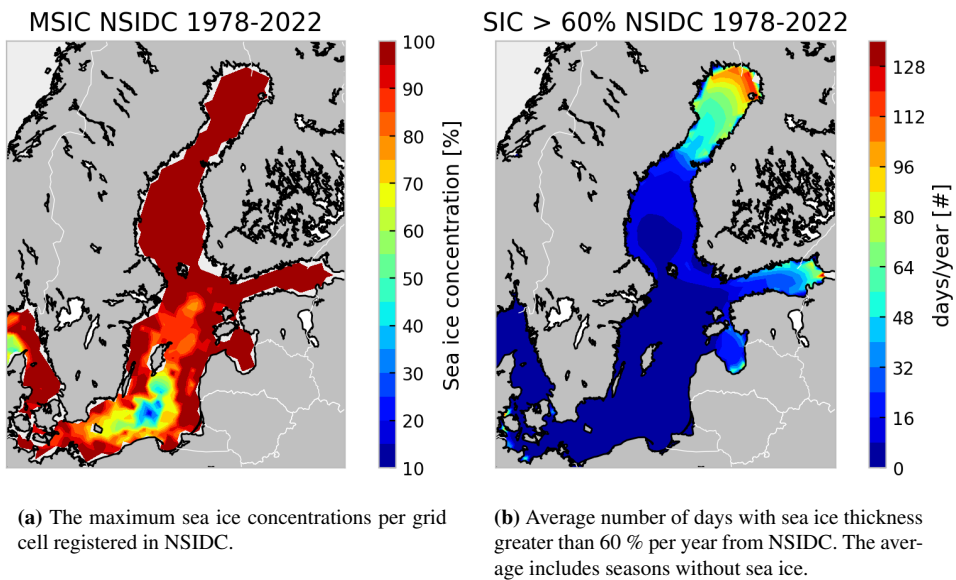 MSIC NSIDC 1978-2022
100
90
80
70
60
50
40
30
20
10
Sea ice concentration [%]
SIC > 60% NSIDC 1978-2022
128
112
96
80
64
48
32
16
0
days/year [#]
(a) The maximum sea ice concentrations per grid
cell registered in NSIDC.
(b) Average number of days with sea ice thickness
greater than 60 % per year from NSIDC. The aver-
age includes seasons without sea ice.